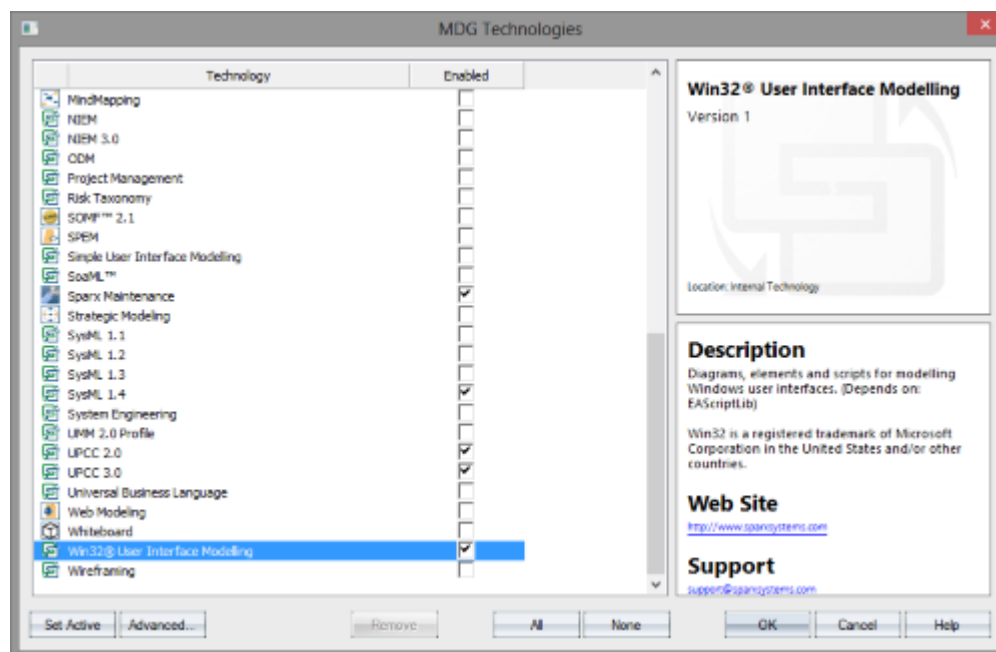 MDG Technologies
Technology Enabled
MindMapping
NIEM
NIEM 3.0
ODM
Project Management
Risk Taxonomy
SOMF™ 2.1
SPEM
Simple User Interface Modeling
SoaML™
Sparx Maintenance
Strategic Modeling
SysML 1.1
SysML 1.2
SysML 1.3
SysML 1.4
System Engineering
UMM 2.0 Profile
UPCC 2.0
UPCC 3.0
Universal Business Language
Web Modeling
Whiteboard
Win32® User Interface Modelling
Wireframing
Win32® User Interface Modelling
Version 1
Location: Internal Technology
Description
Diagrams, elements and scripts for modelling
Windows user interfaces. (Depends on:
EAScriptLib)
Win32 is a registered trademark of Microsoft
Corporation in the United States and/or other
countries.
Web Site
http://www.sparxsystems.com
Support
support@sparxsystems.com
Set Active Advanced... Remove All None OK Cancel Help